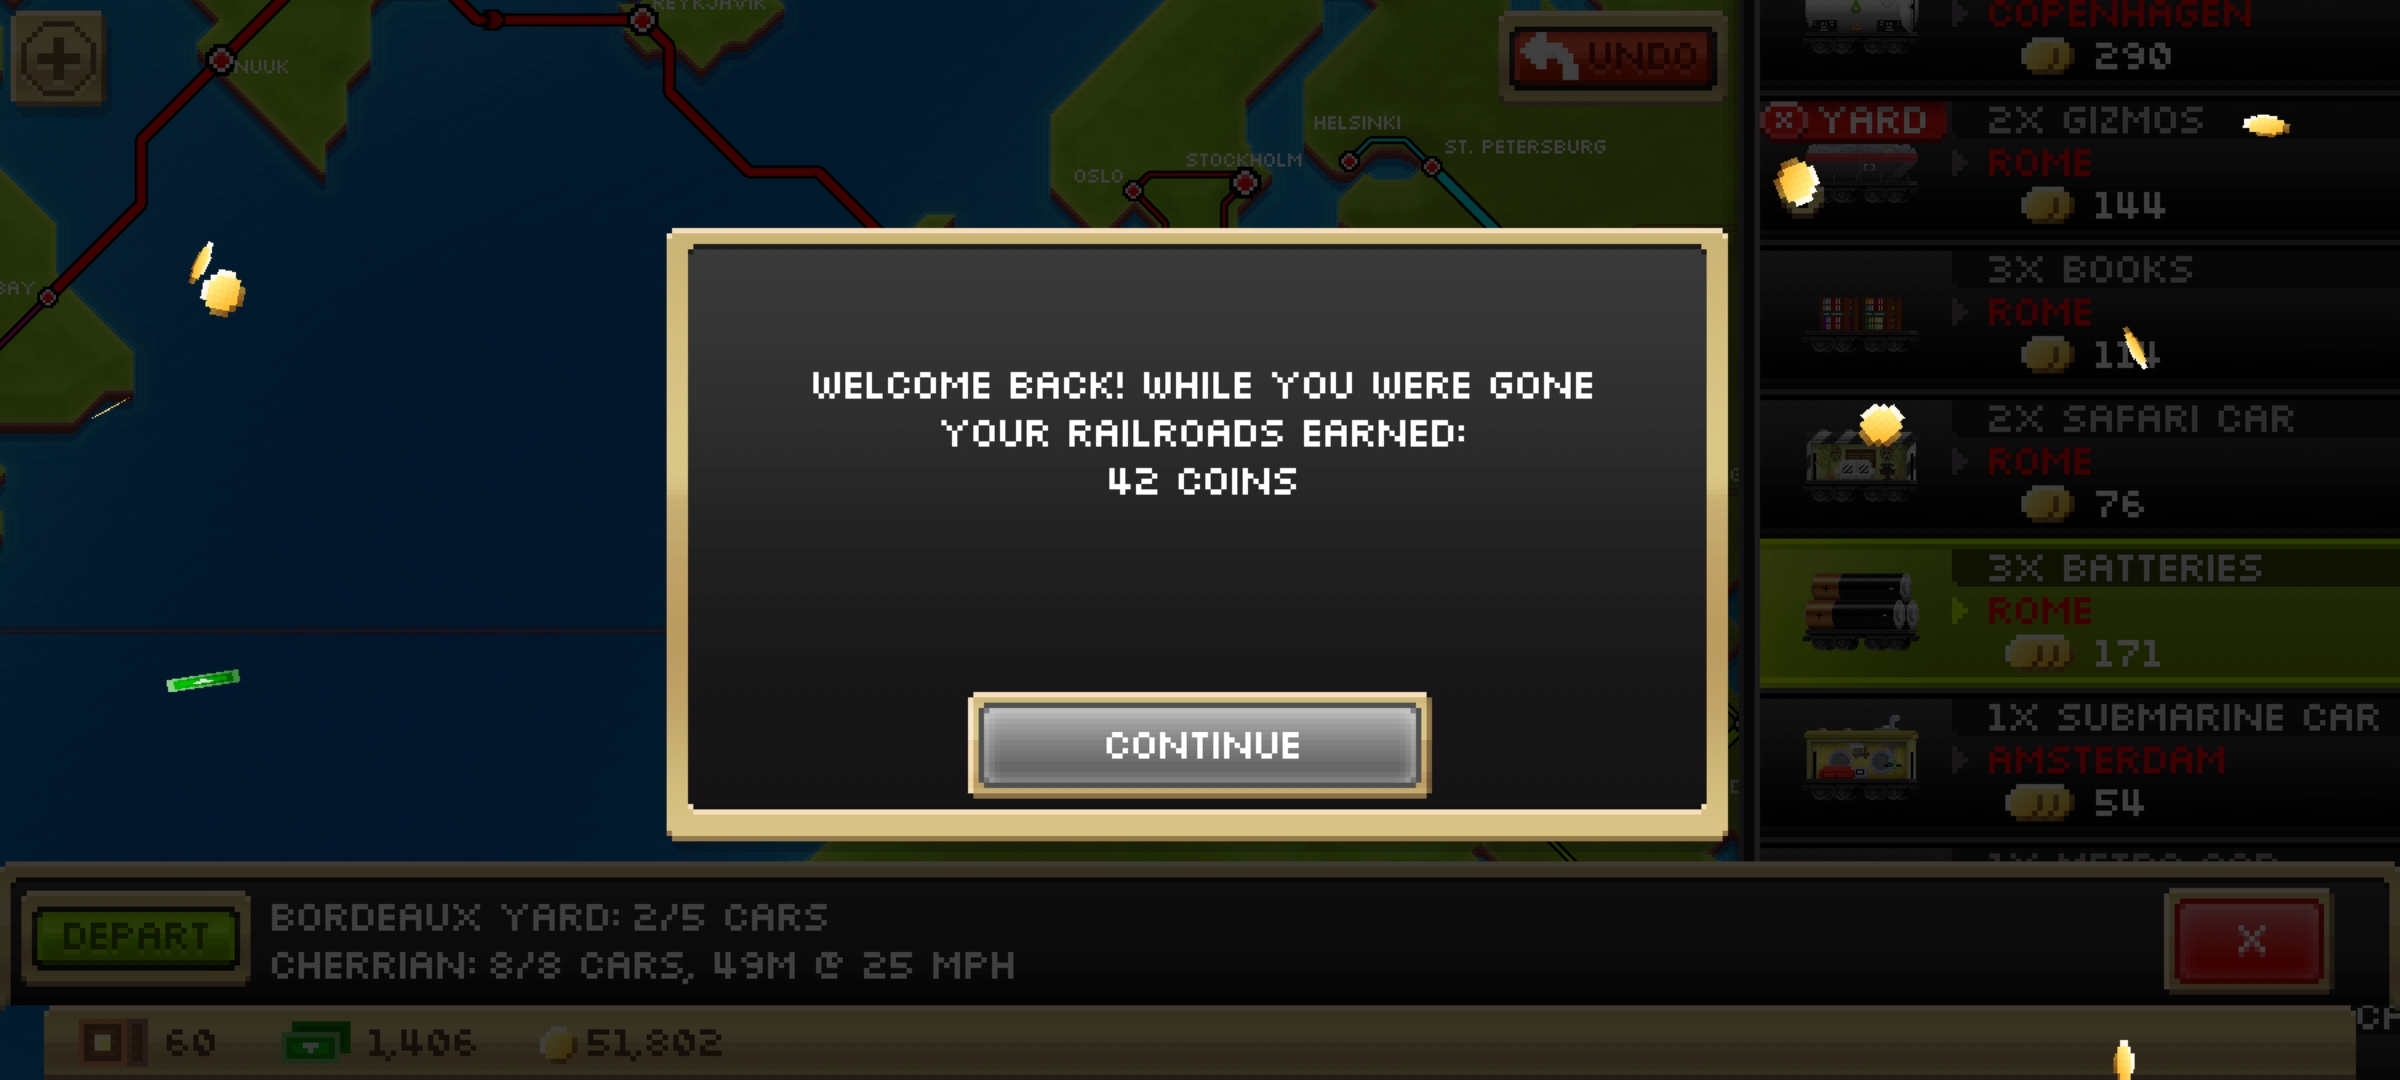 REYKJAVIK
NUUK
UNDO
COPENHAGEN
290
HELSINKI
ST. PETERSBURG
STOCKHOLM
OSLO
X YARD
2X GIZMOS
ROME
144
3X BOOKS
ROME
114
BAY
WELCOME BACK! WHILE YOU WERE GONE
YOUR RAILROADS EARNED:
42 COINS
2X SAFARI CAR
ROME
76
3X BATTERIES
ROME
171
CONTINUE
1X SUBMARINE CAR
AMSTERDAM
54
DEPART
BORDEAUX YARD: 2/5 CARS
CHERRIAN: 8/8 CARS, 49M @ 25 MPH
X
60
1,406
51,802